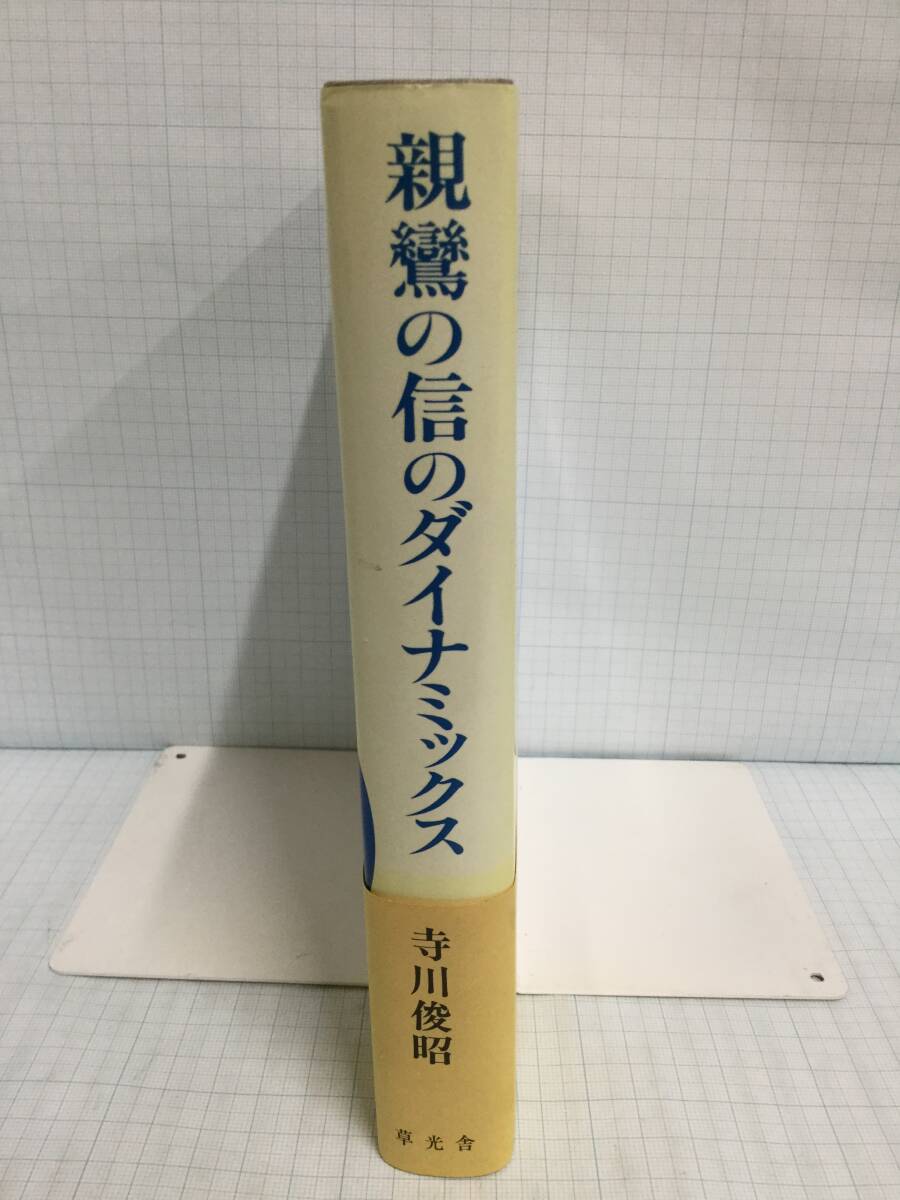 親鸞の信のダイナミックス
寺川俊昭
草光舎